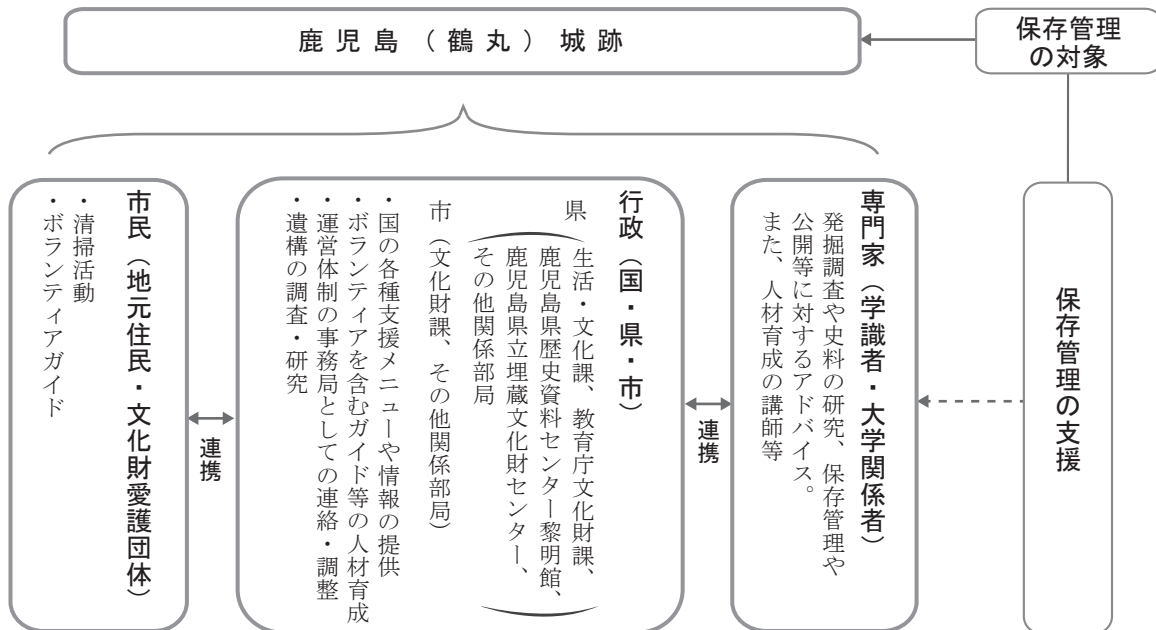 鹿児島（鶴丸）城跡
保存管理
の対象
保存管理の支援
専門家（学識者・大学関係者）
発掘調査や史料の研究、保存管理や
公開等に対するアドバイス。
また、人材育成の講師等
連携
行政（国・県・市）
県
生活・文化課、教育庁文化財課、
鹿児島県歴史資料センター黎明館、
鹿児島県立埋蔵文化財センター、
その他関係部局
市（文化財課、その他関係部局）
・国の各種支援メニューや情報の提供
・ボランティアを含むガイド等の人材育成
・運営体制の事務局としての連絡・調整
・遺構の調査・研究
連携
市民（地元住民・文化財愛護団体）
・清掃活動
・ボランティアガイド